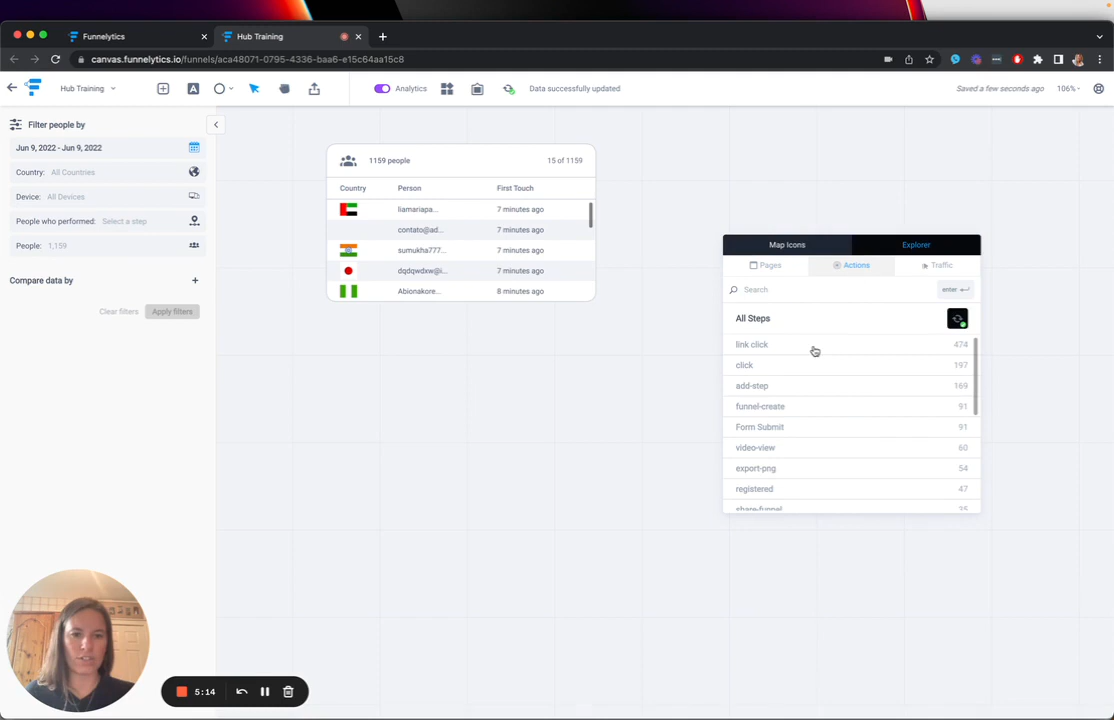 Funnelytics
Hub Training
canvas.funnelytics.io/funnels/aca48071-0795-4336-baa6-e15c64aa15c8
Hub Training
Analytics
Data successfully updated
Saved a few seconds ago
106%
Filter people by
Jun 9, 2022 - Jun 9, 2022
Country: All Countries
Device: All Devices
People who performed: Select a step
People: 1,159
Compare data by
Clear filters
Apply filters
1159 people
15 of 1159
Country Person First Touch
liamariapa... 7 minutes ago
contato@ad... 7 minutes ago
sumukha777... 7 minutes ago
dqdqwdxw@i... 7 minutes ago
Abionakore... 8 minutes ago
Map Icons
Explorer
Pages
Actions
Traffic
Search
enter
All Steps
link click 474
click 197
add-step 169
funnel-create 91
Form Submit 91
video-view 60
export-png 54
registered 47
share-funnel 35
5:14